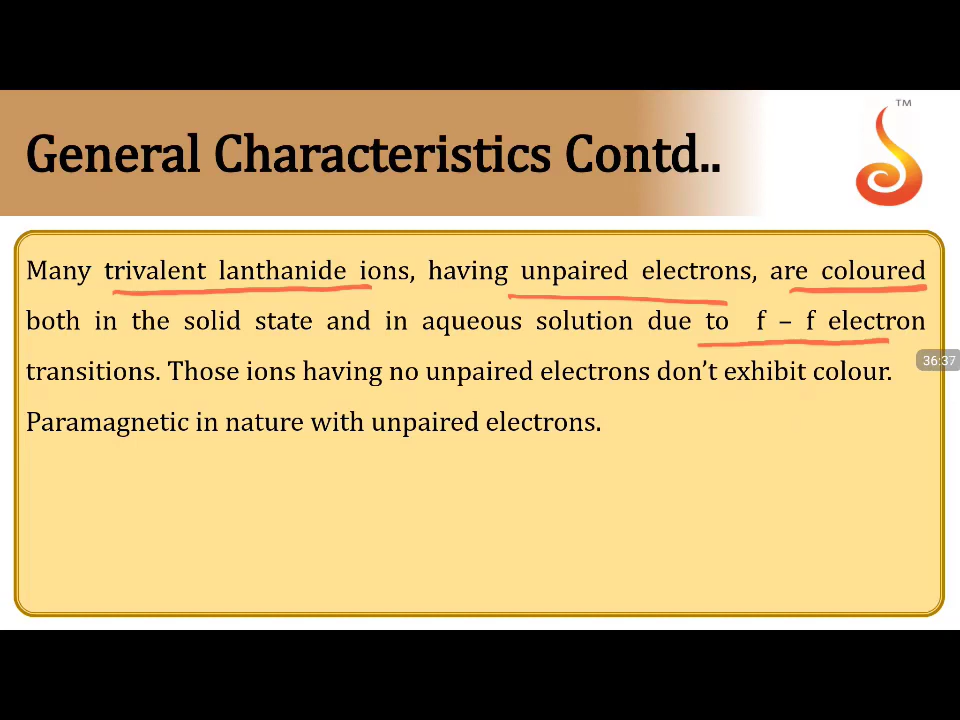 TM
General Characteristics Contd..
Many trivalent lanthanide ions, having unpaired electrons, are coloured
both in the solid state and in aqueous solution due to f – f electron
36:37
transitions. Those ions having no unpaired electrons don’t exhibit colour.
Paramagnetic in nature with unpaired electrons.